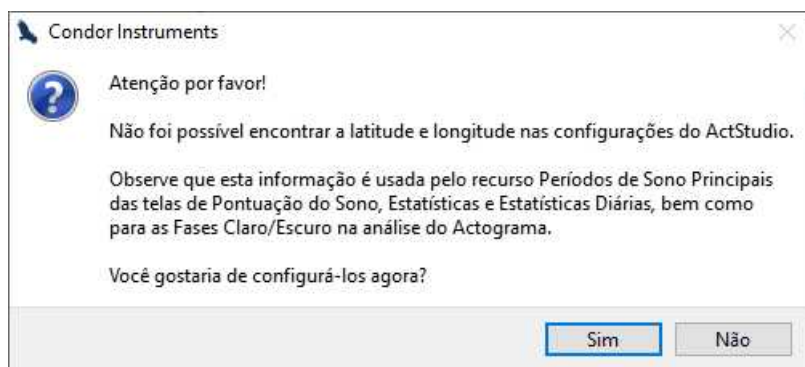 Condor Instruments
Atenção por favor!
Não foi possível encontrar a latitude e longitude nas configurações do ActStudio.
Observe que esta informação é usada pelo recurso Períodos de Sono Principais
das telas de Pontuação do Sono, Estatísticas e Estatísticas Diárias, bem como
para as Fases Claro/Escuro na análise do Actograma.
Você gostaria de configurá-los agora?
Sim
Não